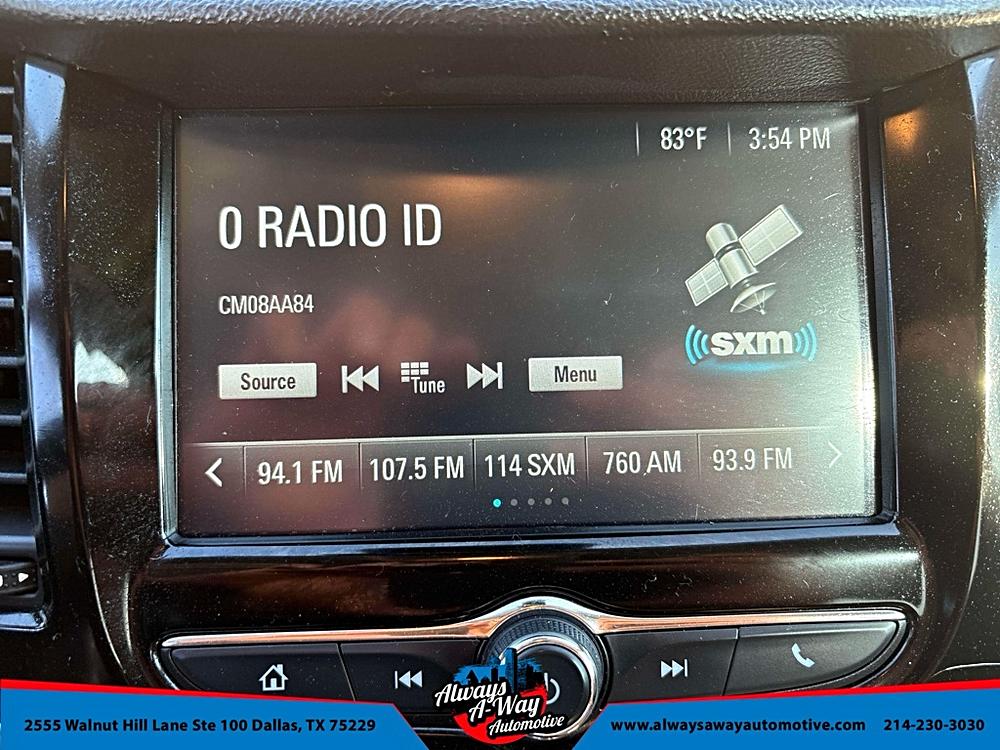 83°F 3:54 PM
0 RADIO ID
CM08AA84
sxm
Source Tune Menu
94.1 FM 107.5 FM 114 SXM 760 AM 93.9 FM
Always
A-Way
Automotive
2555 Walnut Hill Lane Ste 100 Dallas, TX 75229 www.alwaysawayautomotive.com 214-230-3030